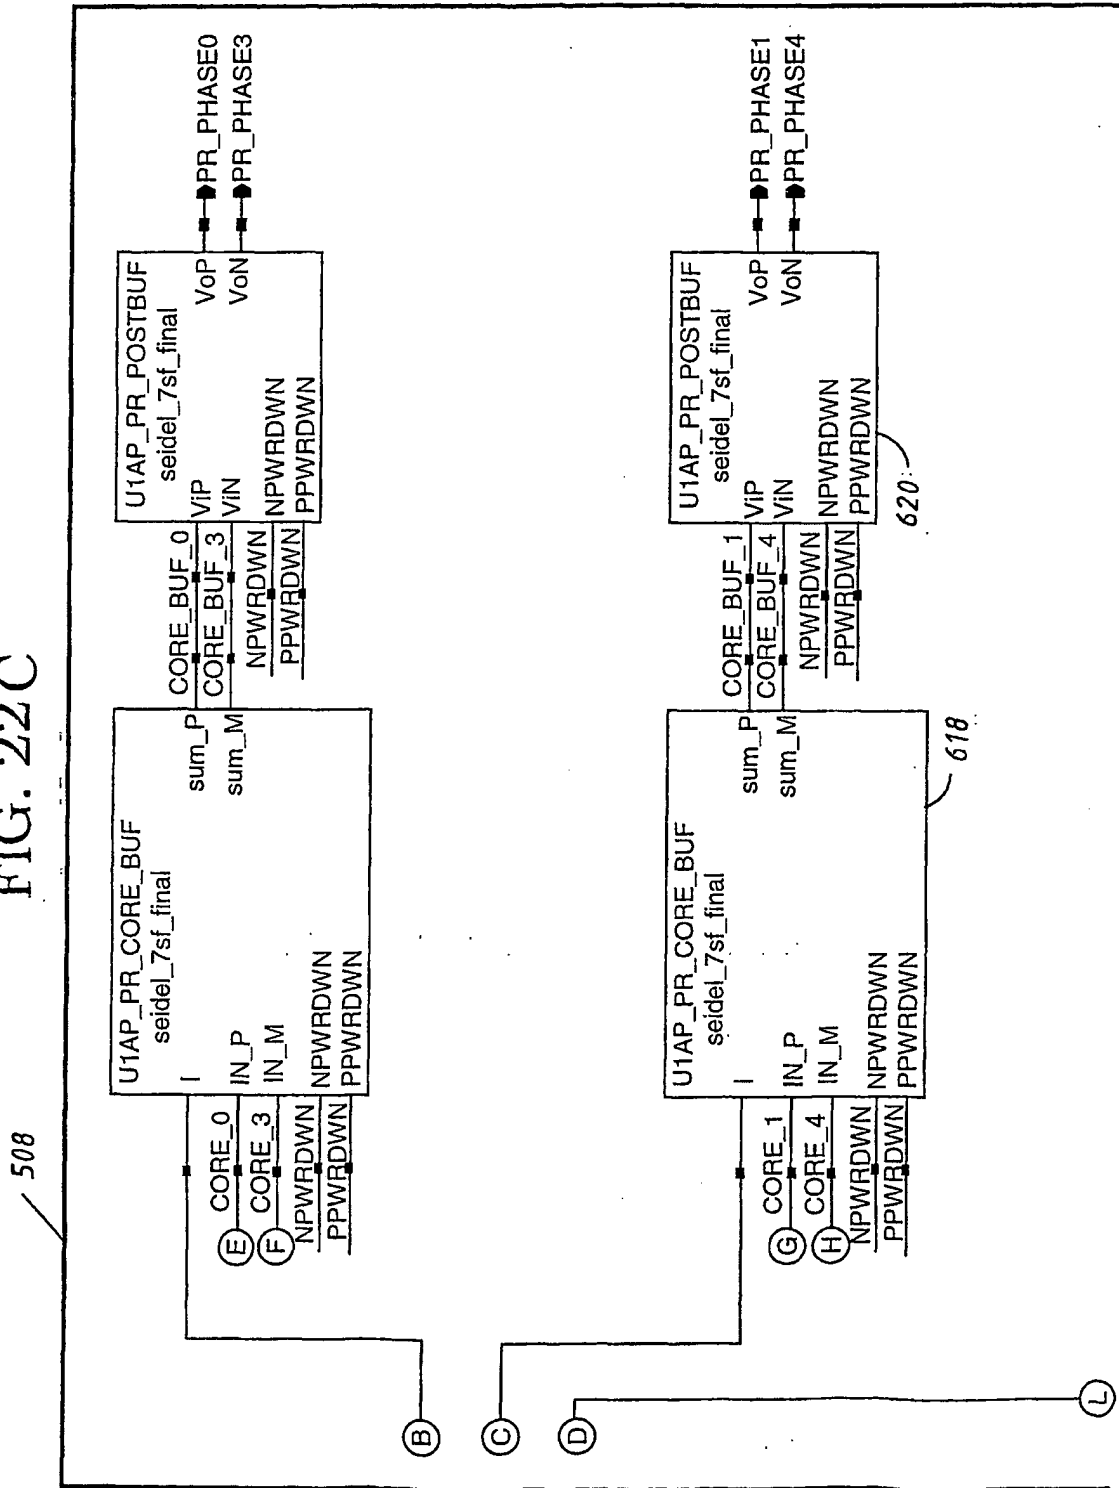 FIG. 22C
508
U1AP_PR_CORE_BUF
seidel_7sf_final
I
IN_P
IN_M
NPWRDWN
PPWRDWN
sum_P
sum_M
CORE_0
CORE_3
NPWRDWN
PPWRDWN
E
F
B
CORE_BUF_0
CORE_BUF_3
NPWRDWN
PPWRDWN
U1AP_PR_POSTBUF
seidel_7sf_final
ViP
ViN
NPWRDWN
PPWRDWN
VoP
VoN
PR_PHASE0
PR_PHASE3
C
D
L
U1AP_PR_CORE_BUF
seidel_7sf_final
I
IN_P
IN_M
NPWRDWN
PPWRDWN
sum_P
sum_M
618
CORE_1
CORE_4
NPWRDWN
PPWRDWN
G
H
CORE_BUF_1
CORE_BUF_4
NPWRDWN
PPWRDWN
U1AP_PR_POSTBUF
seidel_7sf_final
ViP
ViN
NPWRDWN
PPWRDWN
VoP
VoN
620
PR_PHASE1
PR_PHASE4